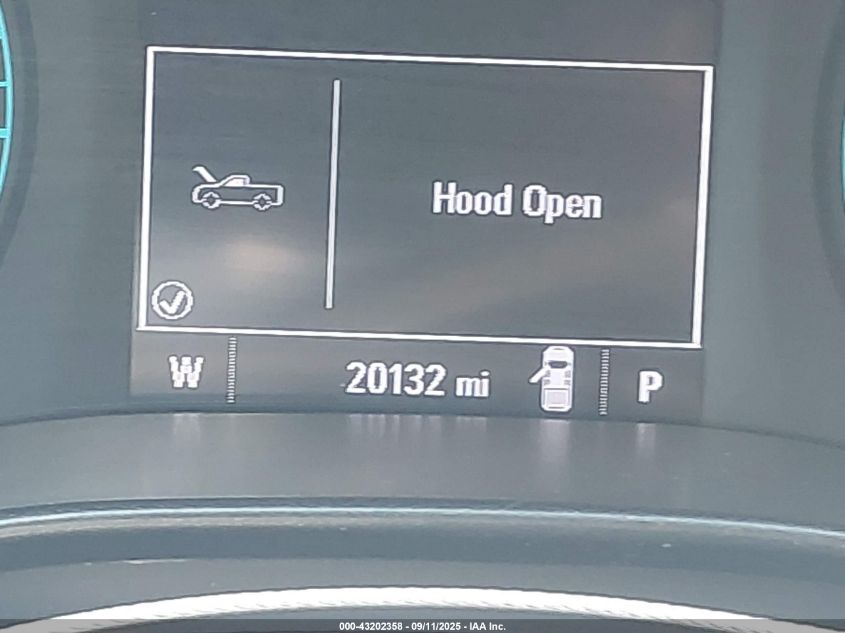 Hood Open
W
20132 mi
P
000-43202358 - 09/11/2025 - IAA Inc.